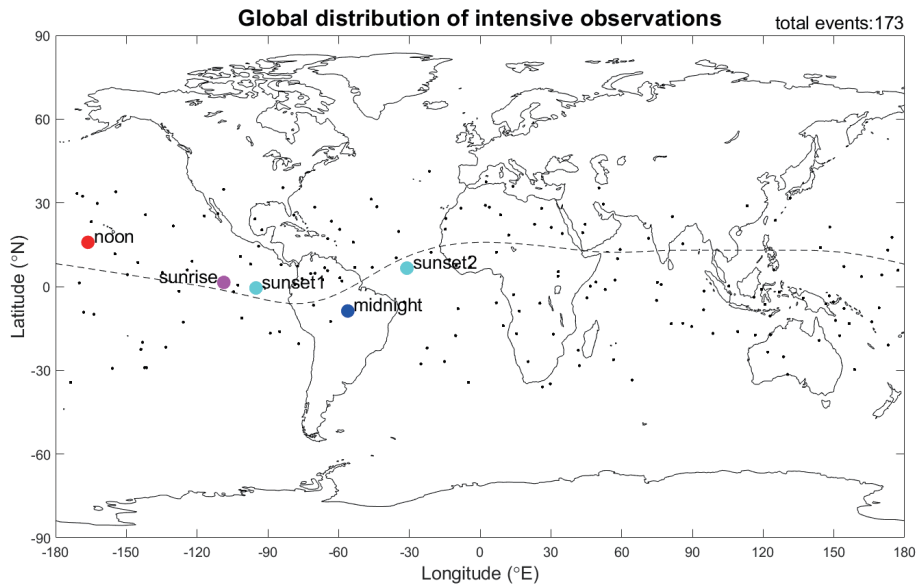 Global distribution of intensive observations
total events:173
90
60
30
0
-30
-60
-90
Latitude (°N)
noon
sunrise
sunset1
sunset2
midnight
-180 -150 -120 -90 -60 -30 0 30 60 90 120 150 180
Longitude (°E)